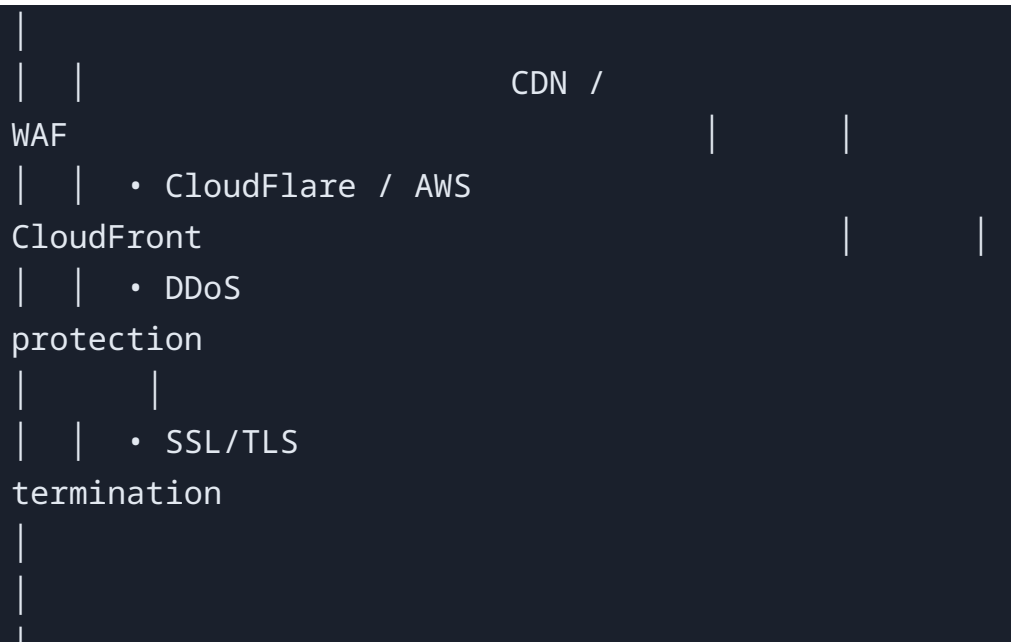 │
│ │ CDN /
WAF │ │
│ │ • CloudFlare / AWS
CloudFront │ │
│ │ • DDoS
protection
│ │
│ │ • SSL/TLS
termination
│
│
│